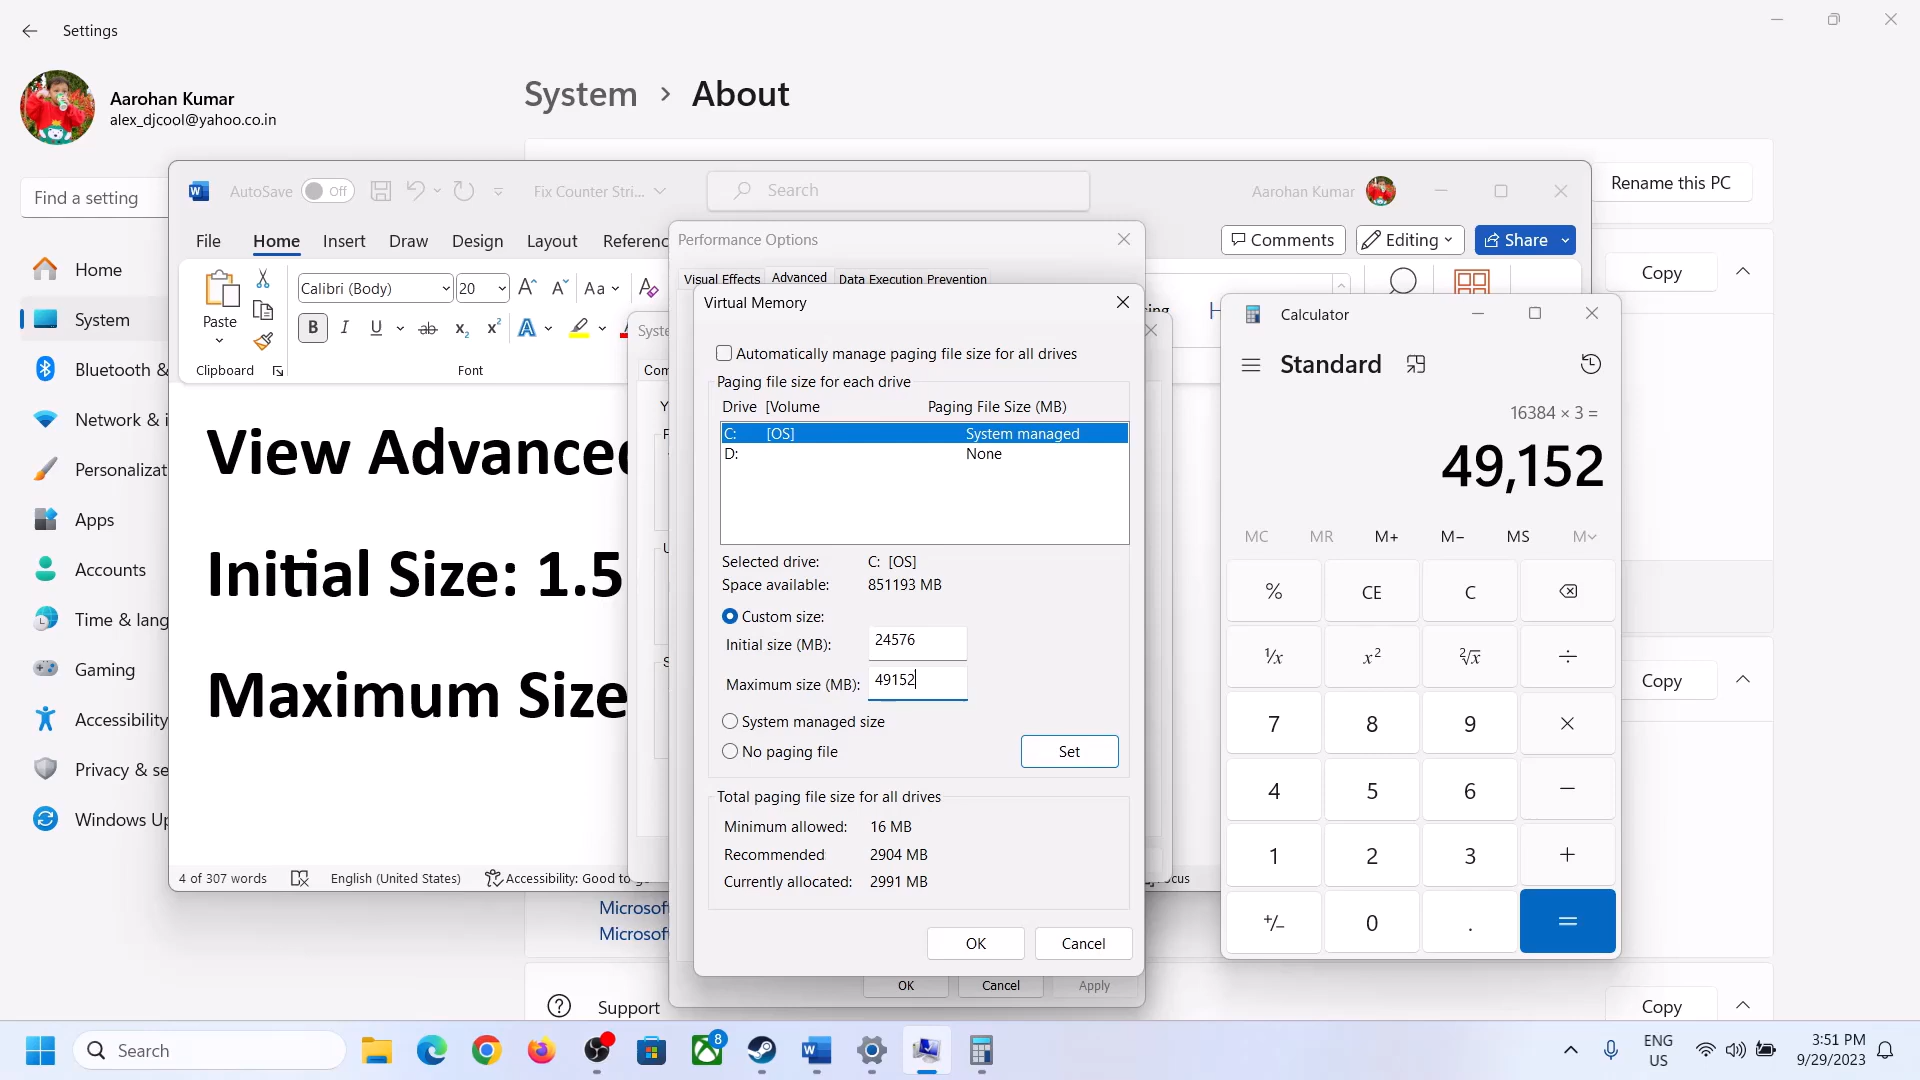 Settings
Aarohan Kumar
alex_djcool@yahoo.co.in
System > About
Find a setting
Rename this PC
Home
System
Bluetooth &
Network & i
Personalizat
Apps
Accounts
Time & lang
Gaming
Accessibility
Privacy & se
Windows Up
AutoSave Off
Fix Counter Stri...
Search
Aarohan Kumar
File Home Insert Draw Design Layout Referenc
Comments Editing Share
Calibri (Body) 20
Paste
Clipboard Font
View Advanced
Initial Size: 1.5
Maximum Size
4 of 307 words English (United States) Accessibility: Good to g
Microsof
Microsof
Support
Copy
Copy
Copy
Syste
Com
Performance Options
Visual Effects Advanced Data Execution Prevention
Virtual Memory
Automatically manage paging file size for all drives
Paging file size for each drive
Drive [Volume Paging File Size (MB)
C: [OS] System managed
D: None
Selected drive: C: [OS]
Space available: 851193 MB
Custom size:
Initial size (MB): 24576
Maximum size (MB): 49152
System managed size
No paging file Set
Total paging file size for all drives
Minimum allowed: 16 MB
Recommended 2904 MB
Currently allocated: 2991 MB
OK Cancel
OK Cancel Apply
Calculator
Standard
16384 × 3 =
49,152
MC MR M+ M− MS M
% CE C
¹/x x² ²√x ÷
7 8 9 ×
4 5 6 −
1 2 3 +
+/− 0 . =
Search
8
ENG
US
3:51 PM
9/29/2023